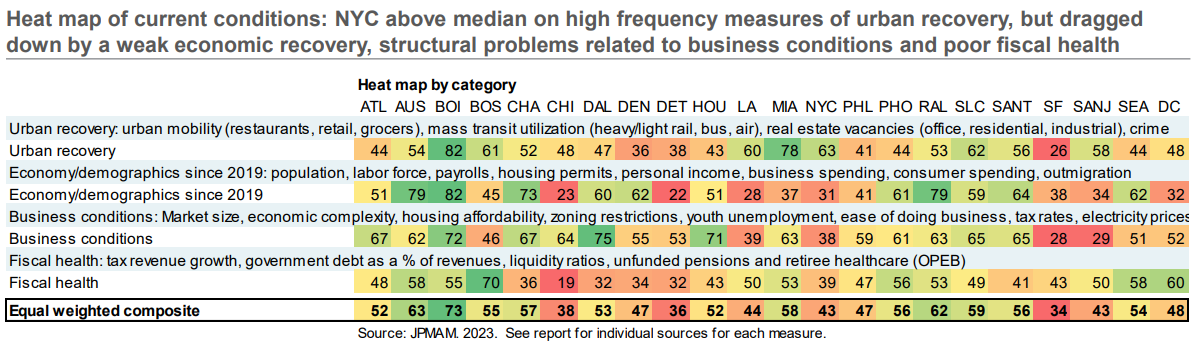 Heat map of current conditions: NYC above median on high frequency measures of urban recovery, but dragged
down by a weak economic recovery, structural problems related to business conditions and poor fiscal health
Heat map by category
ATL AUS BOI BOS CHA CHI DAL DEN DET HOU LA MIA NYC PHL PHO RAL SLC SANT SF SANJ SEA DC
Urban recovery: urban mobility (restaurants, retail, grocers), mass transit utilization (heavy/light rail, bus, air), real estate vacancies (office, residential, industrial), crime
Urban recovery 44 54 82 61 52 48 47 36 38 43 60 78 63 41 44 53 62 56 26 58 44 48
Economy/demographics since 2019: population, labor force, payrolls, housing permits, personal income, business spending, consumer spending, outmigration
Economy/demographics since 2019 51 79 82 45 73 23 60 62 22 51 28 37 31 41 61 79 59 64 38 34 62 32
Business conditions: Market size, economic complexity, housing affordability, zoning restrictions, youth unemployment, ease of doing business, tax rates, electricity prices
Business conditions 67 62 72 46 67 64 75 55 53 71 39 63 38 59 61 63 65 65 28 29 51 52
Fiscal health: tax revenue growth, government debt as a % of revenues, liquidity ratios, unfunded pensions and retiree healthcare (OPEB)
Fiscal health 48 58 55 70 36 19 32 34 32 43 50 53 39 47 56 53 49 41 43 50 58 60
Equal weighted composite 52 63 73 55 57 38 53 47 36 52 44 58 43 47 56 62 59 56 34 43 54 48
Source: JPMAM. 2023. See report for individual sources for each measure.